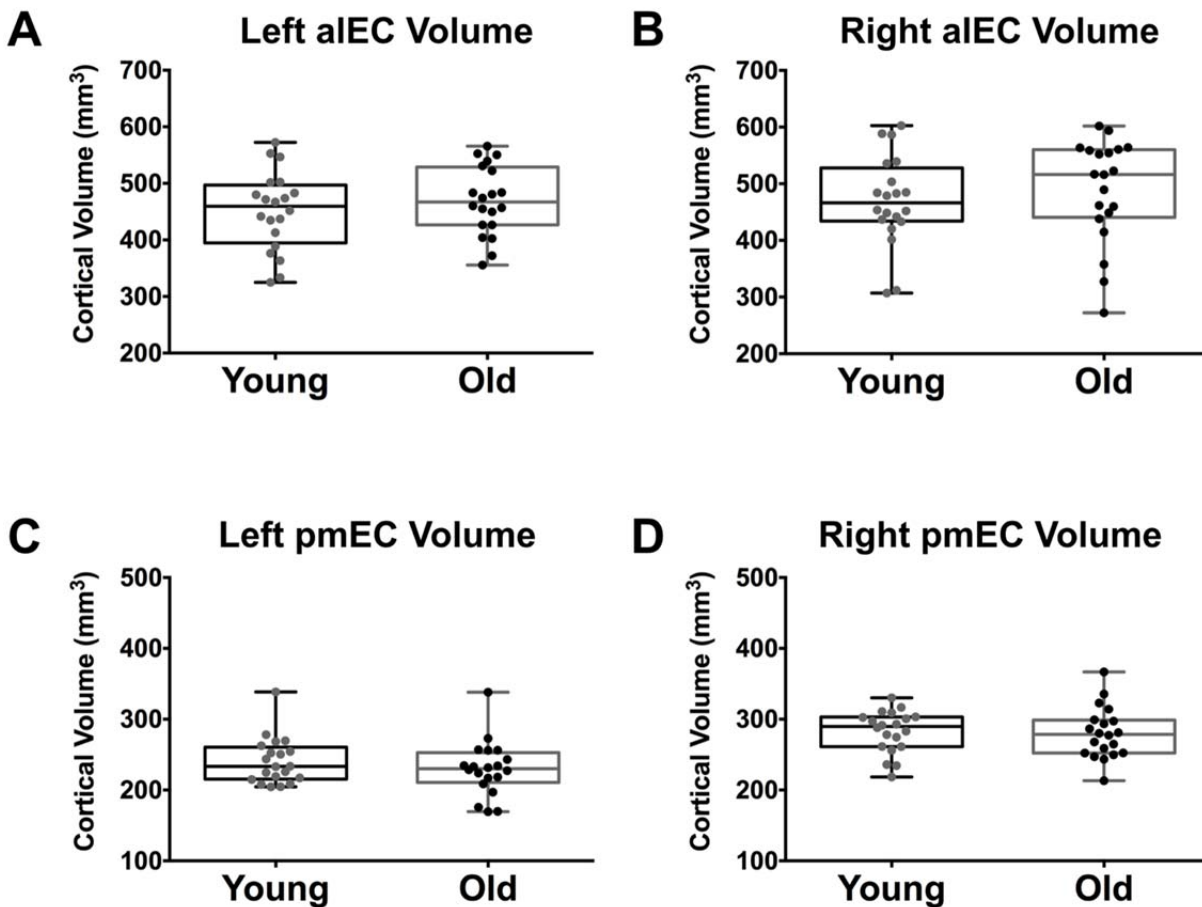 A
Left alEC Volume
Cortical Volume (mm³)
700
600
500
400
300
200
Young
Old
B
Right alEC Volume
Cortical Volume (mm³)
700
600
500
400
300
200
Young
Old
C
Left pmEC Volume
Cortical Volume (mm³)
500
400
300
200
100
Young
Old
D
Right pmEC Volume
Cortical Volume (mm³)
500
400
300
200
100
Young
Old